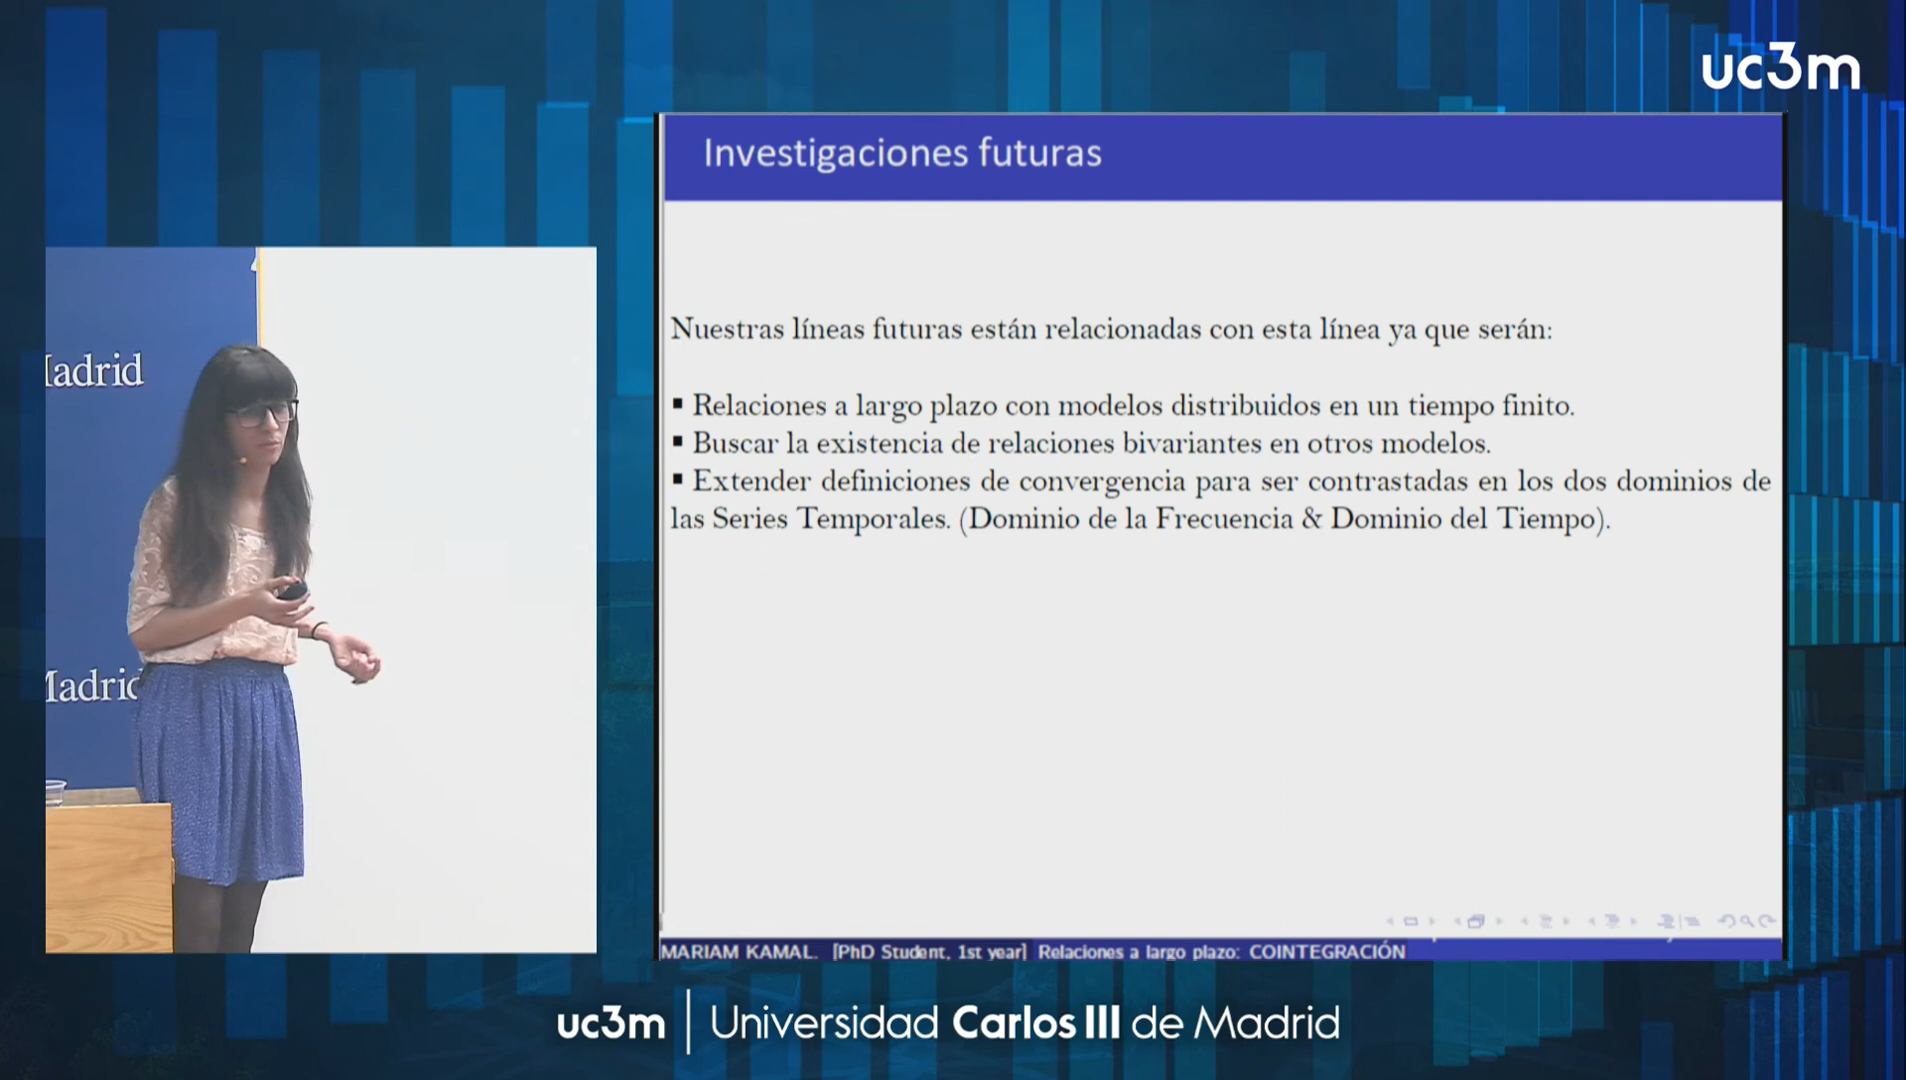 uc3m
Investigaciones futuras
Nuestras líneas futuras están relacionadas con esta línea ya que serán:
▪ Relaciones a largo plazo con modelos distribuidos en un tiempo finito.
▪ Buscar la existencia de relaciones bivariantes en otros modelos.
▪ Extender definiciones de convergencia para ser contrastadas en los dos dominios de
las Series Temporales. (Dominio de la Frecuencia & Dominio del Tiempo).
MARIAM KAMAL. [PhD Student, 1st year] Relaciones a largo plazo: COINTEGRACIÓN
adrid
adrid
uc3m | Universidad Carlos III de Madrid